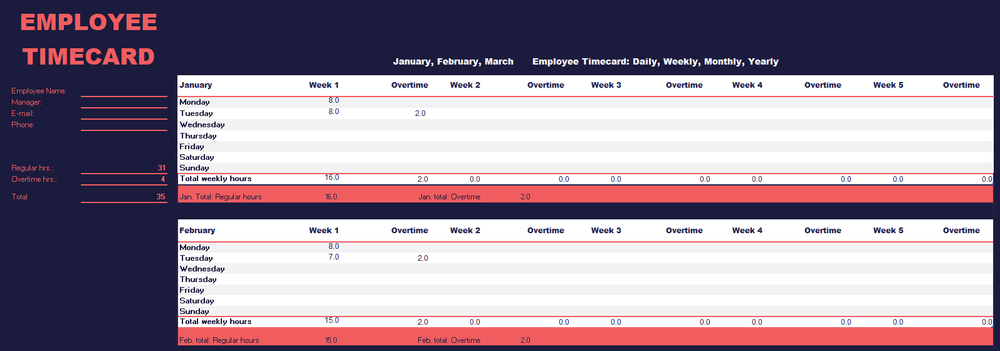 EMPLOYEE
TIMECARD
January, February, March Employee Timecard: Daily, Weekly, Monthly, Yearly
Employee Name:
Manager:
E-mail:
Phone:
Regular hrs.: 31
Overtime hrs.: 4
Total 35
January Week 1 Overtime Week 2 Overtime Week 3 Overtime Week 4 Overtime Week 5 Overtime
Monday 8.0
Tuesday 8.0 2.0
Wednesday
Thursday
Friday
Saturday
Sunday
Total weekly hours 16.0 2.0 0.0 0.0 0.0 0.0 0.0 0.0 0.0 0.0
Jan. Total: Regular hours 16.0 Jan. total: Overtime 2.0
February Week 1 Overtime Week 2 Overtime Week 3 Overtime Week 4 Overtime Week 5 Overtime
Monday 8.0
Tuesday 7.0 2.0
Wednesday
Thursday
Friday
Saturday
Sunday
Total weekly hours 15.0 2.0 0.0 0.0 0.0 0.0 0.0 0.0 0.0 0.0
Feb. total: Regular hours 15.0 Feb. total: Overtime 2.0